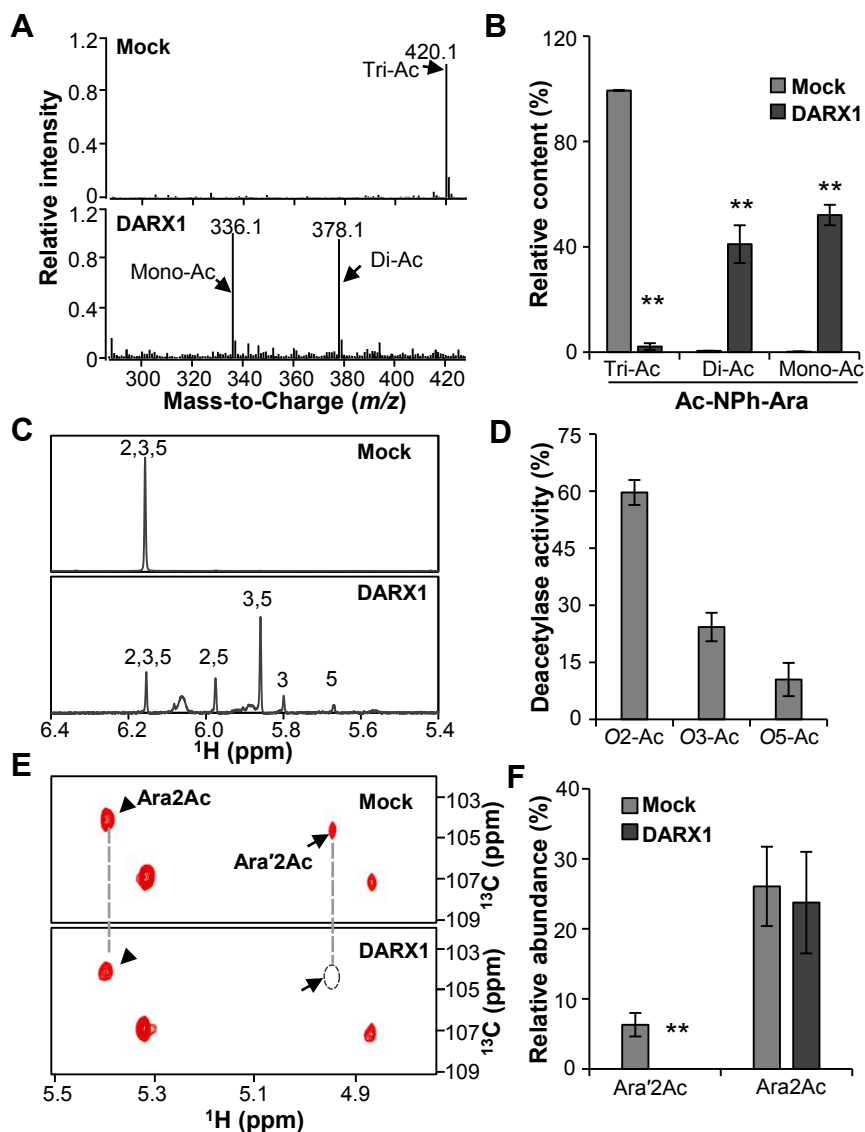 A
1.2
Mock
420.1
Tri-Ac
0.8
0.4
0
1.2
DARX1
336.1
378.1
Mono-Ac
Di-Ac
0.8
0.4
0
Relative intensity
300 320 340 360 380 400 420
Mass-to-Charge (m/z)
B
120
80
40
0
Relative content (%)
Mock
DARX1
**
**
**
Tri-Ac Di-Ac Mono-Ac
Ac-NPh-Ara
C
2,3,5
Mock
DARX1
2,3,5
2,5
3,5
3
5
6.4 6.2 6.0 5.8 5.6 5.4
1H (ppm)
D
75
60
45
30
15
0
Deacetylase activity (%)
O2-Ac O3-Ac O5-Ac
E
Ara2Ac
Mock
Ara'2Ac
103
105
107
109
13C (ppm)
DARX1
103
105
107
109
13C (ppm)
5.5 5.3 5.1 4.9
1H (ppm)
F
40
30
20
10
0
Relative abundance (%)
Mock
DARX1
**
Ara'2Ac Ara2Ac